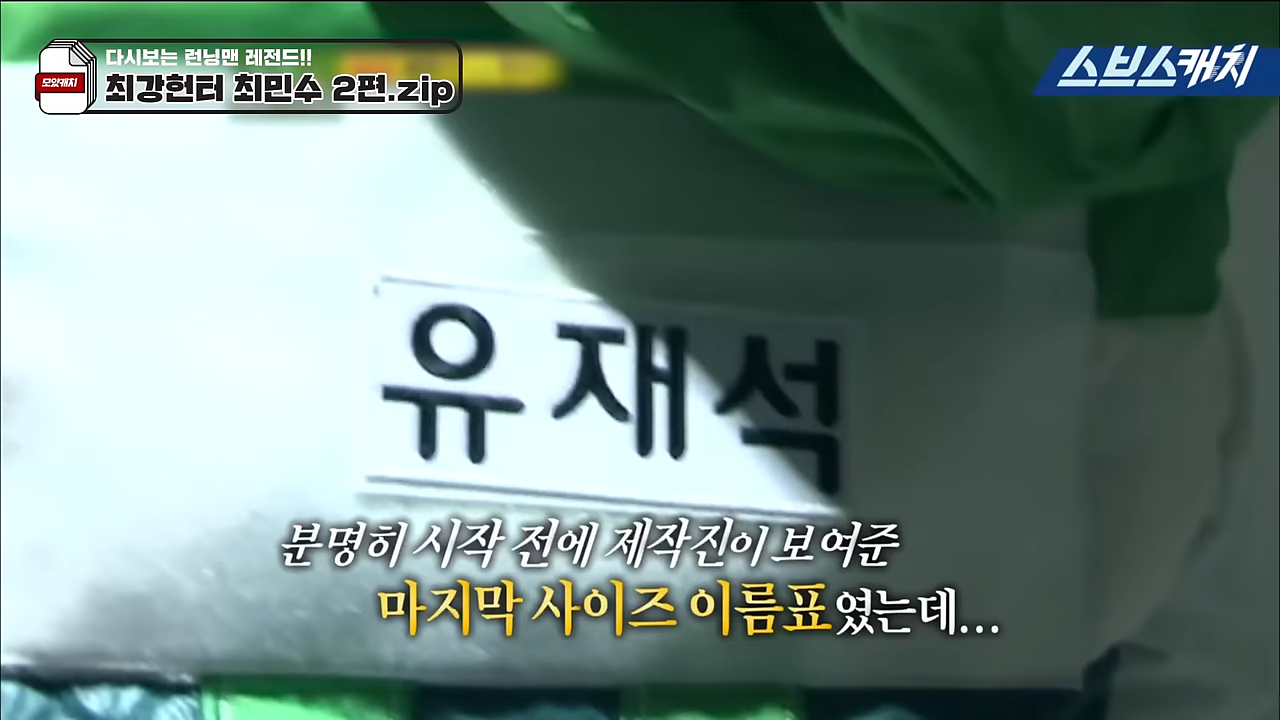 다시보는 런닝맨 레전드!!
모았캐치
최강헌터 최민수 2편.zip
스브스캐치
유재석
분명히 시작 전에 제작진이 보여준
마지막 사이즈 이름표였는데...